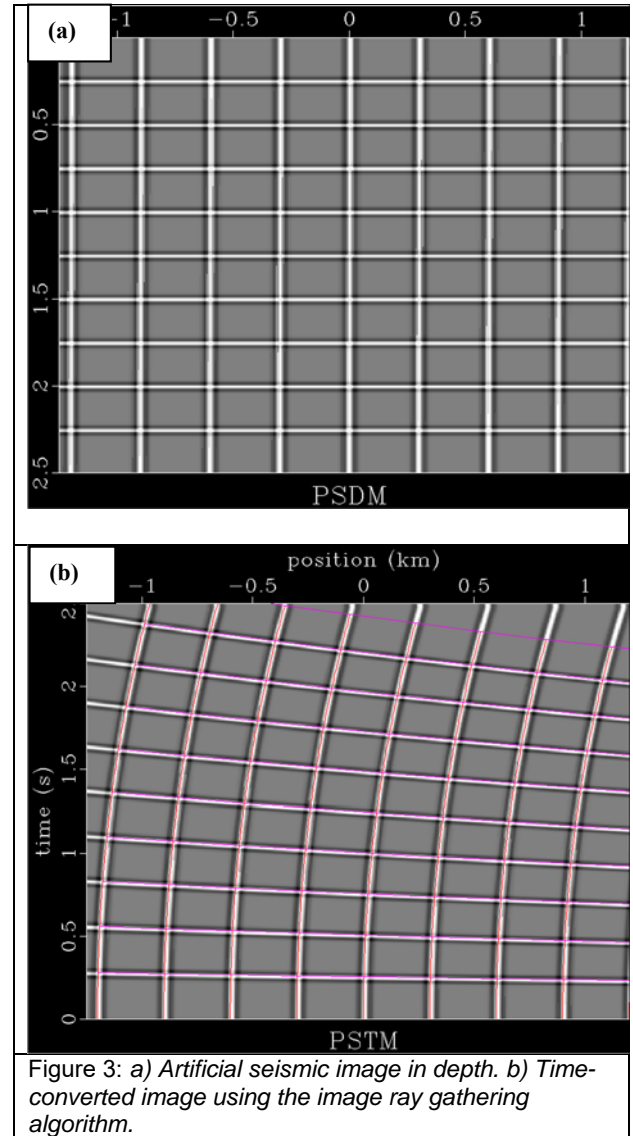 (a)
-1 -0.5 0 0.5 1
0.5
1
1.5
2
2.5
PSDM
(b)
position (km)
-1 -0.5 0 0.5 1
2
2
1.5
time (s)
1
0.5
0
PSTM
Figure 3: a) Artificial seismic image in depth. b) Time-
converted image using the image ray gathering
algorithm.